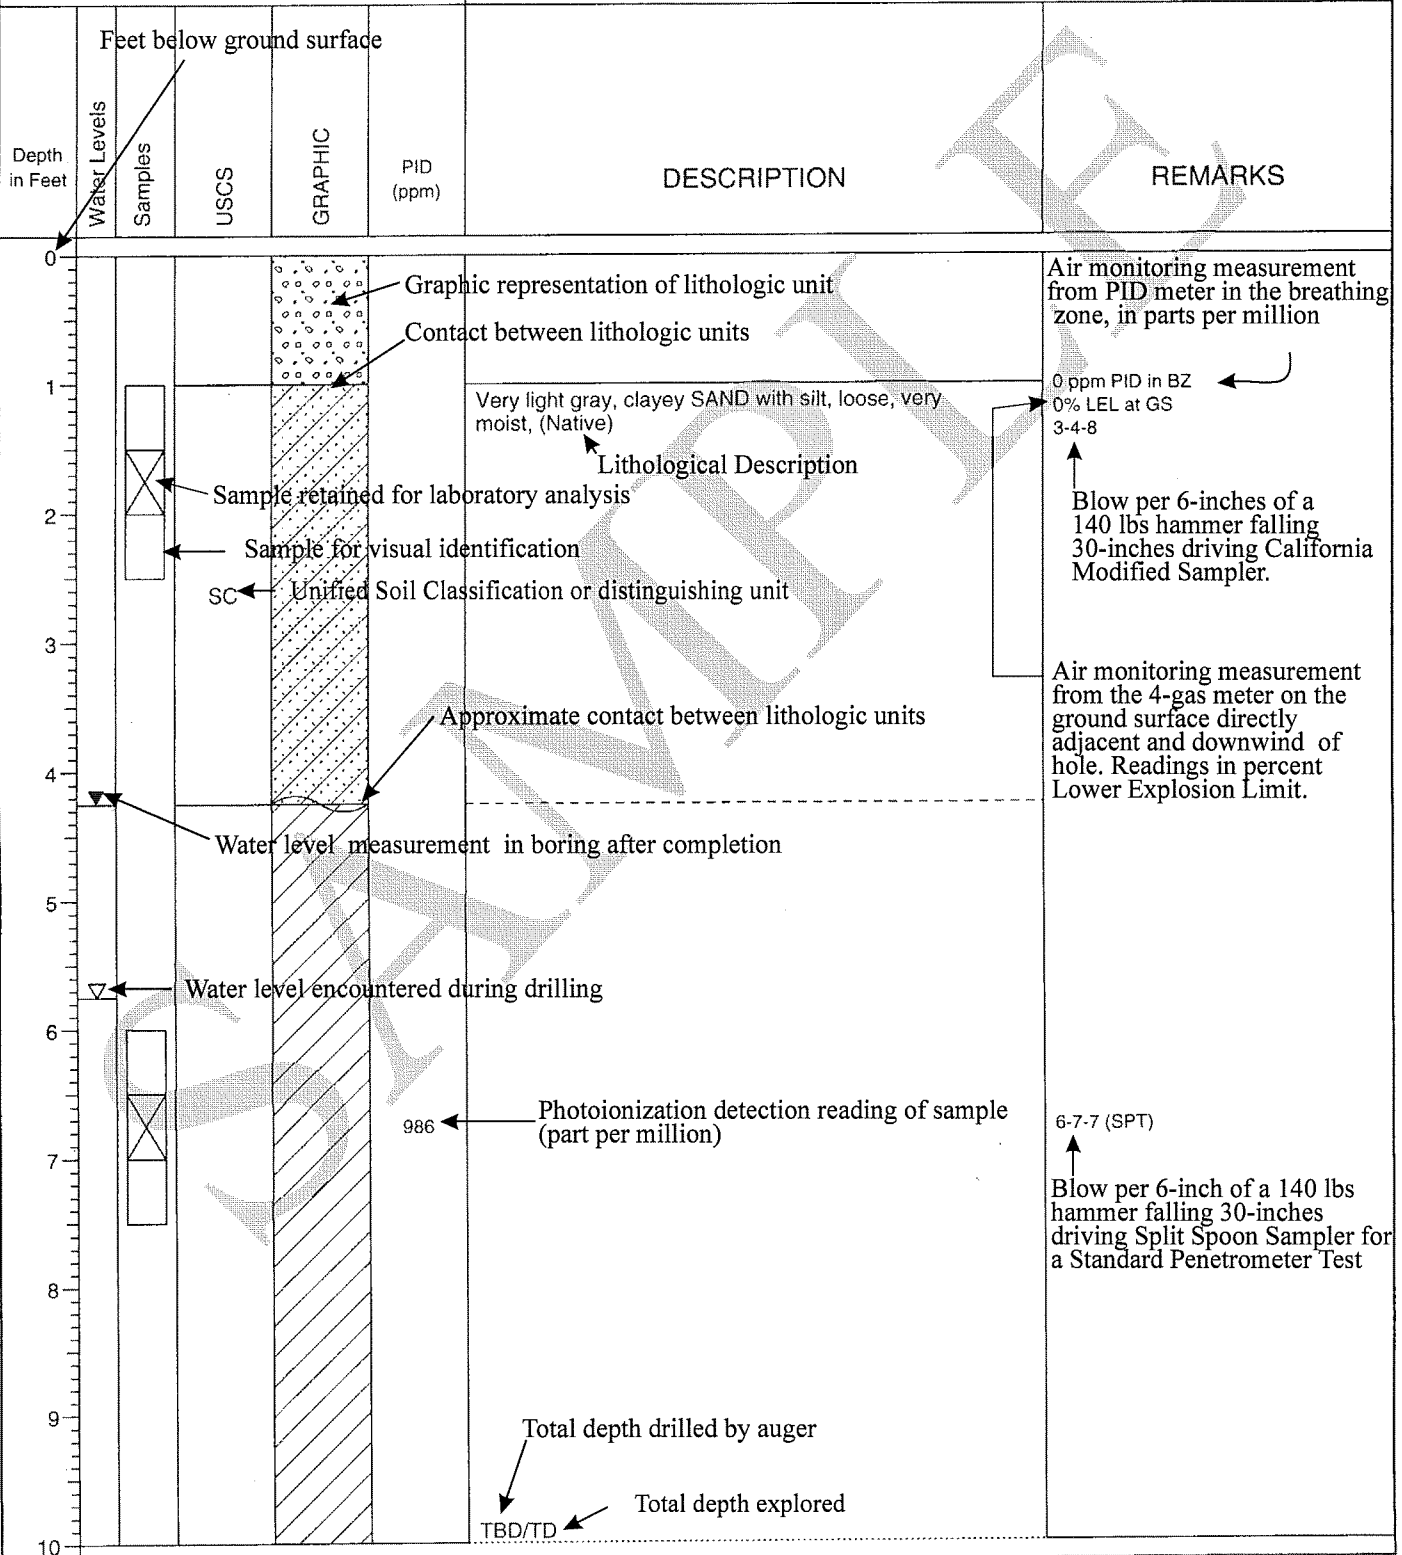 Feet below ground surface
Depth
in Feet
Water Levels
Samples
USCS
GRAPHIC
PID
(ppm)
DESCRIPTION
REMARKS
0
Graphic representation of lithologic unit
Contact between lithologic units
Air monitoring measurement
from PID meter in the breathing
zone, in parts per million
1
0 ppm PID in BZ
0% LEL at GS
3-4-8
Very light gray, clayey SAND with silt, loose, very
moist, (Native)
Lithological Description
Sample retained for laboratory analysis
2
Sample for visual identification
Blow per 6-inches of a
140 lbs hammer falling
30-inches driving California
Modified Sampler.
SC
Unified Soil Classification or distinguishing unit
3
Air monitoring measurement
from the 4-gas meter on the
ground surface directly
adjacent and downwind of
hole. Readings in percent
Lower Explosion Limit.
Approximate contact between lithologic units
4
Water level measurement in boring after completion
5
Water level encountered during drilling
6
986
Photoionization detection reading of sample
(part per million)
6-7-7 (SPT)
7
Blow per 6-inch of a 140 lbs
hammer falling 30-inches
driving Split Spoon Sampler for
a Standard Penetrometer Test
8
9
Total depth drilled by auger
Total depth explored
TBD/TD
10
SAMPLE